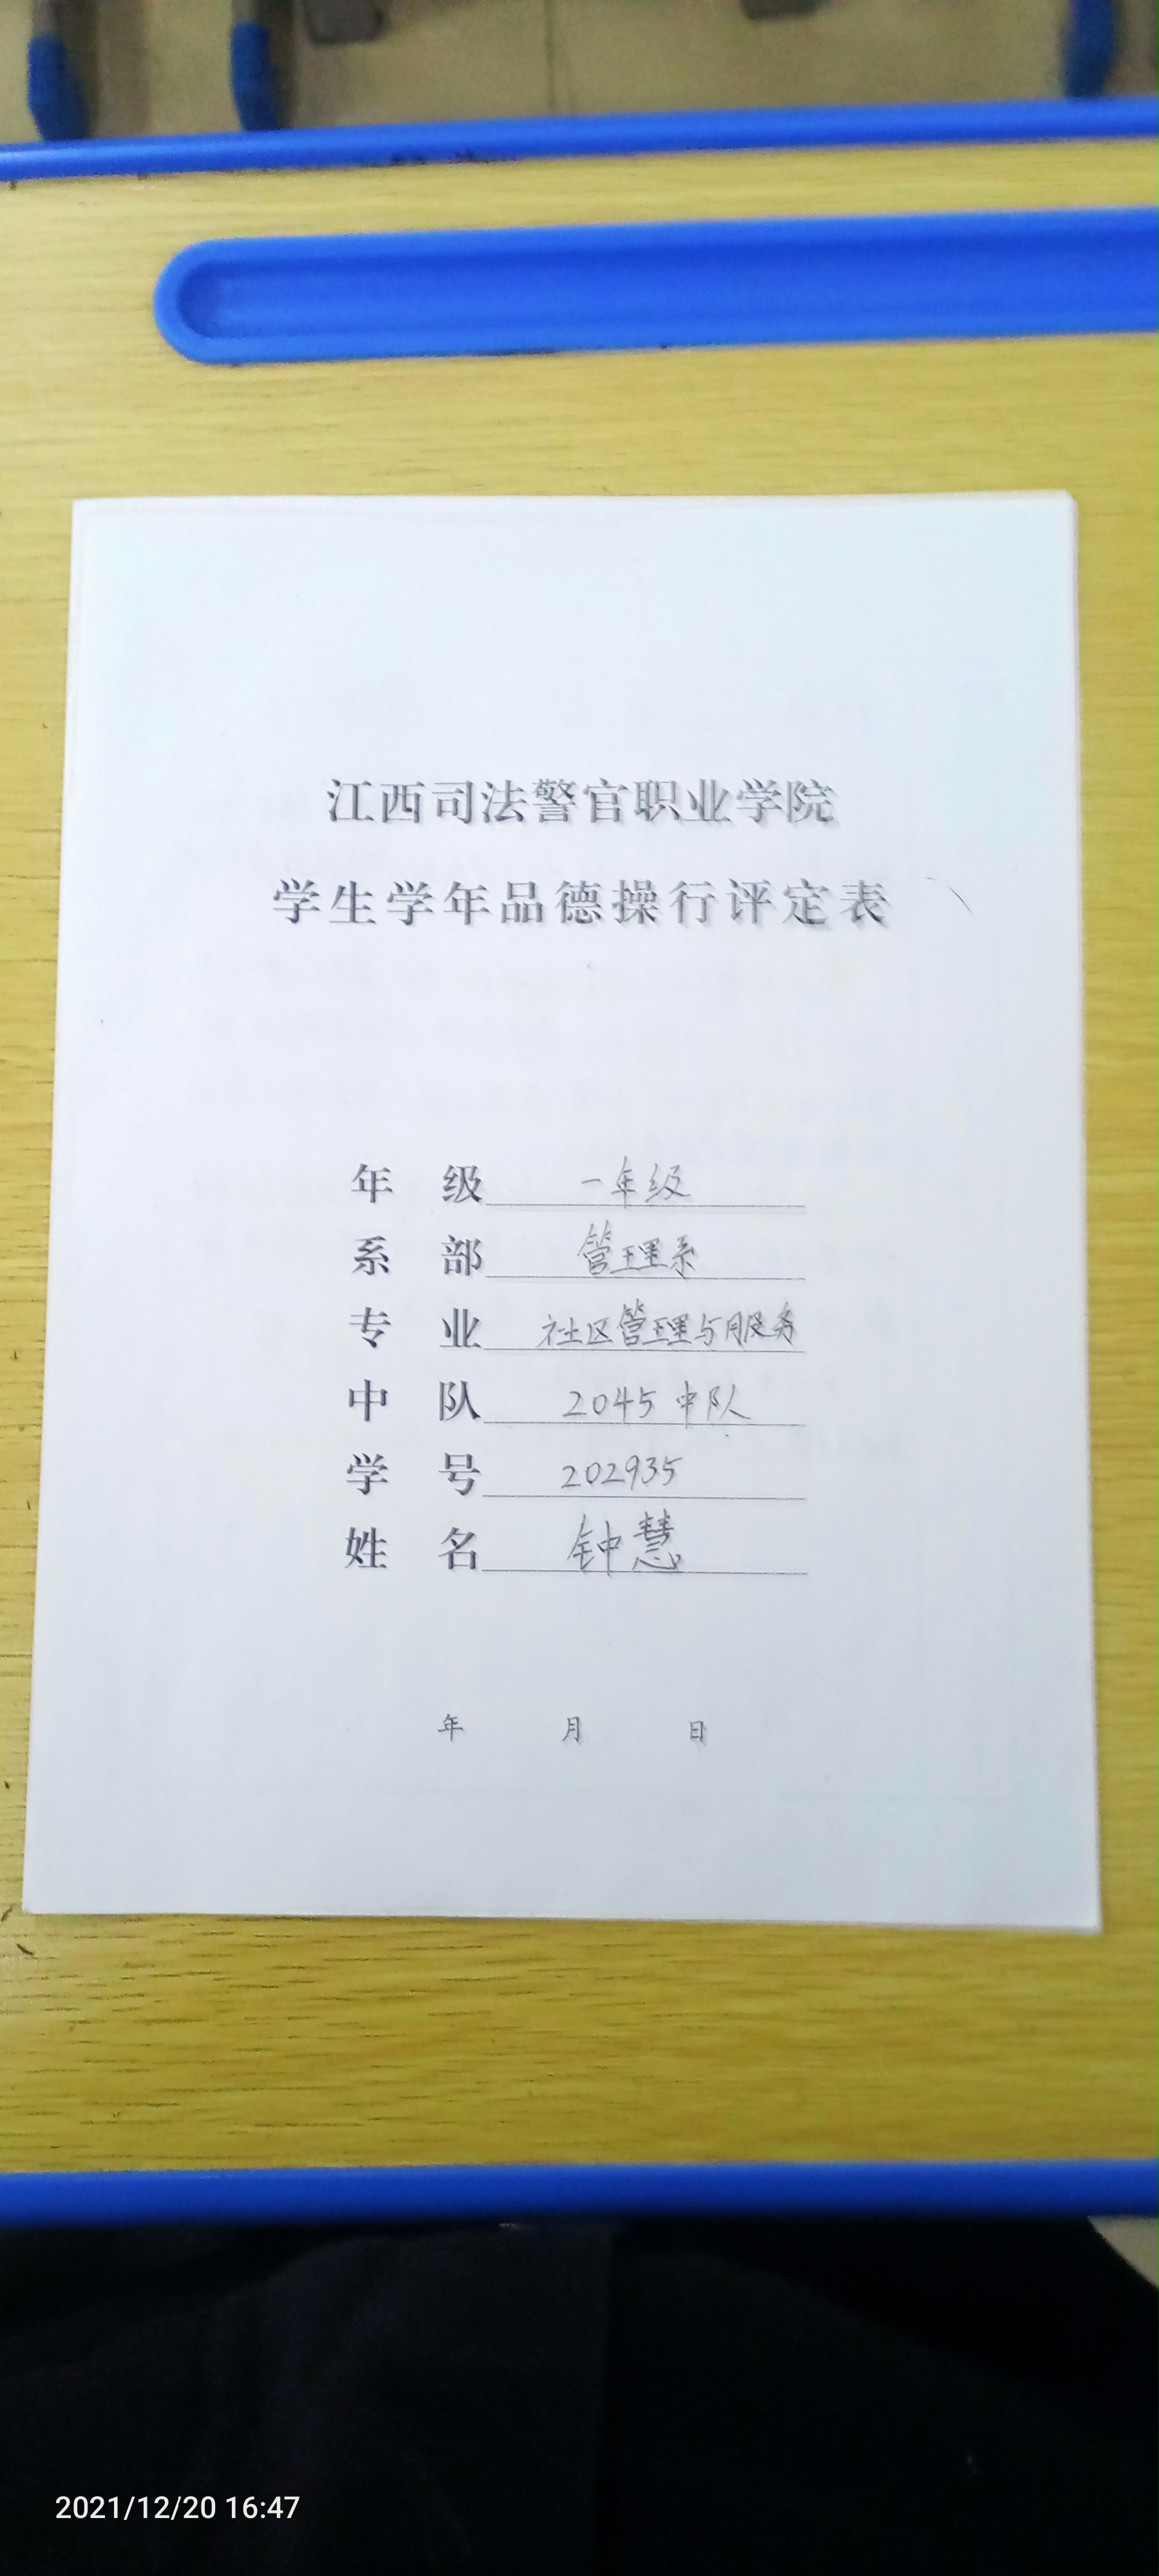 江西司法警官职业学院
学生学年品德操行评定表
年 级 一年级
系 部 管理系
专 业 社区管理与服务
中 队 2045中队
学 号 202935
姓 名 钟慧
年 月 日
2021/12/20 16:47